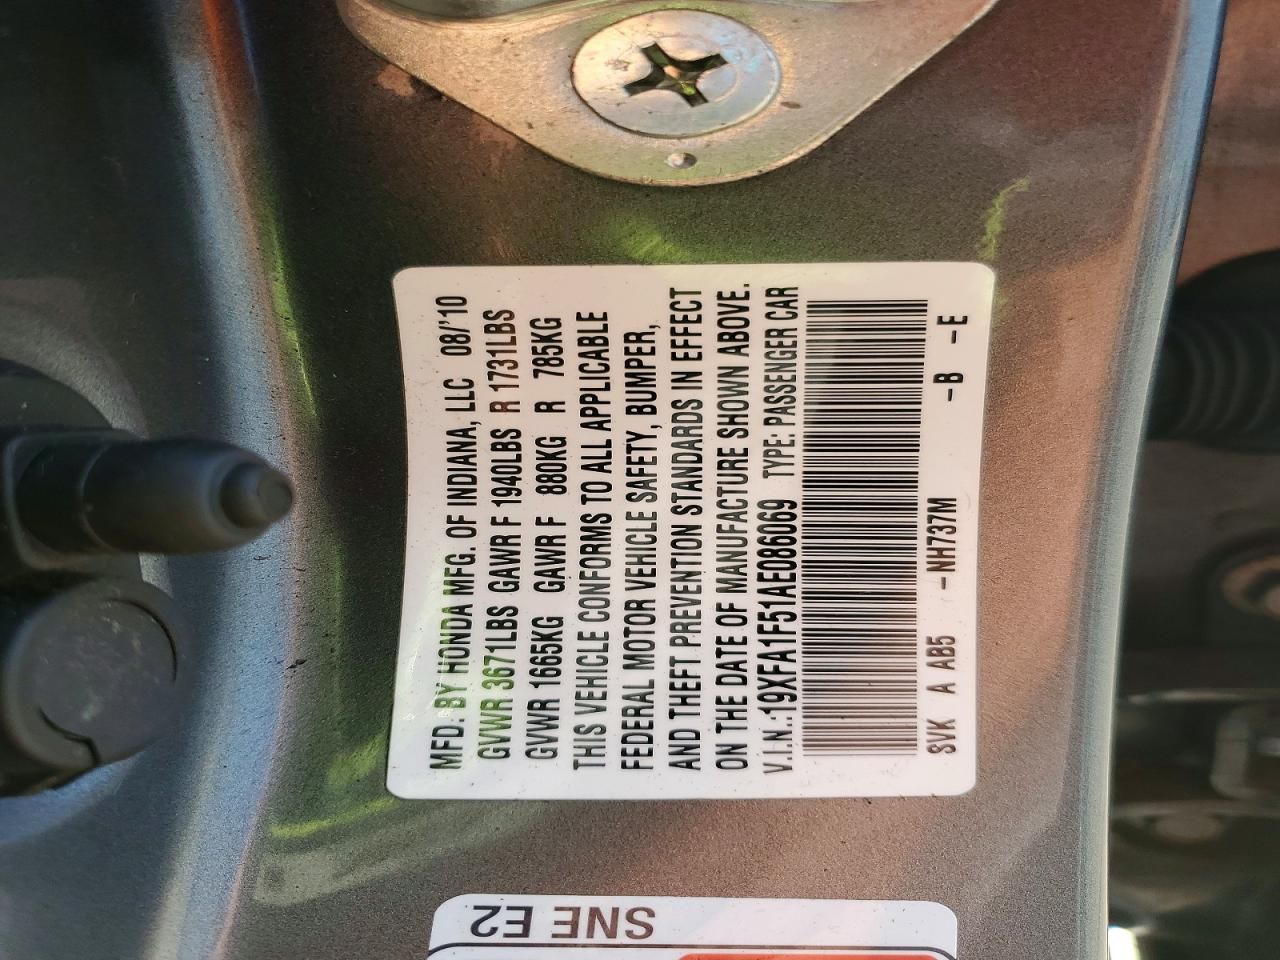 MFD. BY HONDA MFG. OF INDIANA, LLC 08/'10
GVWR 3671LBS GAWR F 1940LBS R 1731LBS
GVWR 1665KG GAWR F 880KG R 785KG
THIS VEHICLE CONFORMS TO ALL APPLICABLE
FEDERAL MOTOR VEHICLE SAFETY, BUMPER,
AND THEFT PREVENTION STANDARDS IN EFFECT
ON THE DATE OF MANUFACTURE SHOWN ABOVE.
V.I.N.:19XFA1F51AE086069 TYPE: PASSENGER CAR
SVK A AB5 -NH737M -B -E
SNE E2